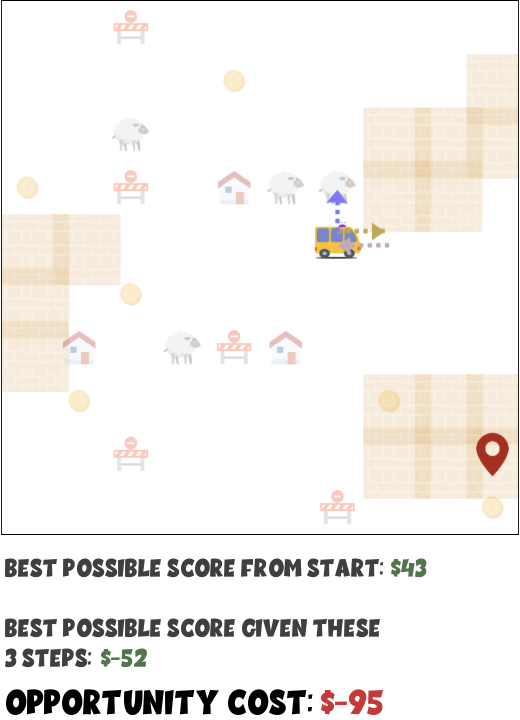 BEST POSSIBLE SCORE FROM START: $43
BEST POSSIBLE SCORE GIVEN THESE
3 STEPS: $-52
OPPORTUNITY COST: $-95